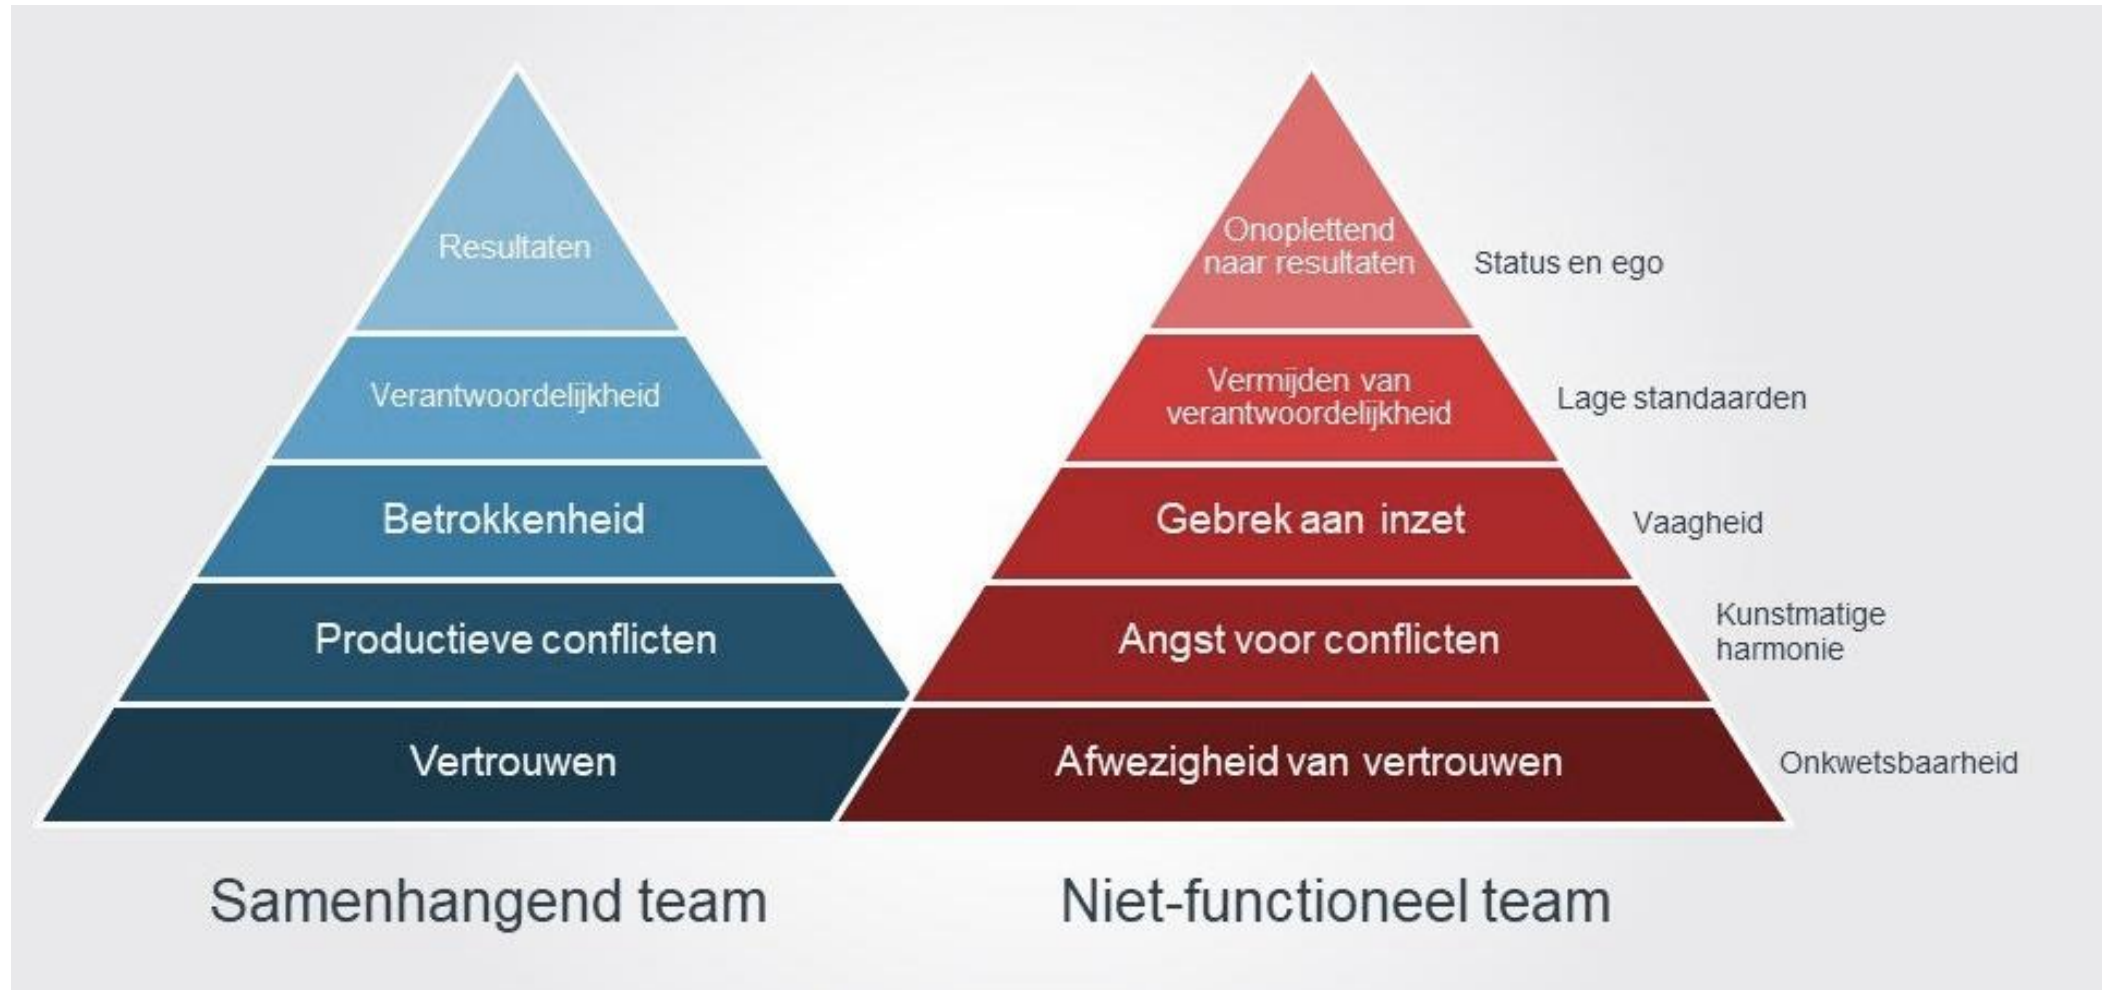 Resultaten
Verantwoordelijkheid
Betrokkenheid
Productieve conflicten
Vertrouwen
Samenhangend team
Onoplettend
naar resultaten
Status en ego
Vermijden van
verantwoordelijkheid
Lage standaarden
Gebrek aan inzet
Vaagheid
Angst voor conflicten
Kunstmatige
harmonie
Afwezigheid van vertrouwen
Onkwetsbaarheid
Niet-functioneel team